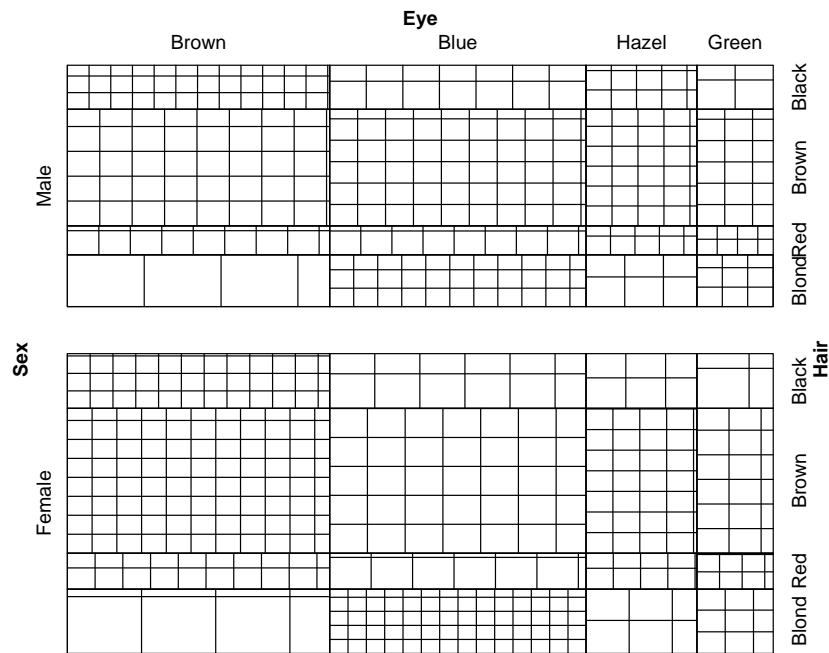 Eye
Brown Blue Hazel Green
Sex
Male
Female
Black
Brown
Red
Blond
Black
Brown
Red
Blond
Hair